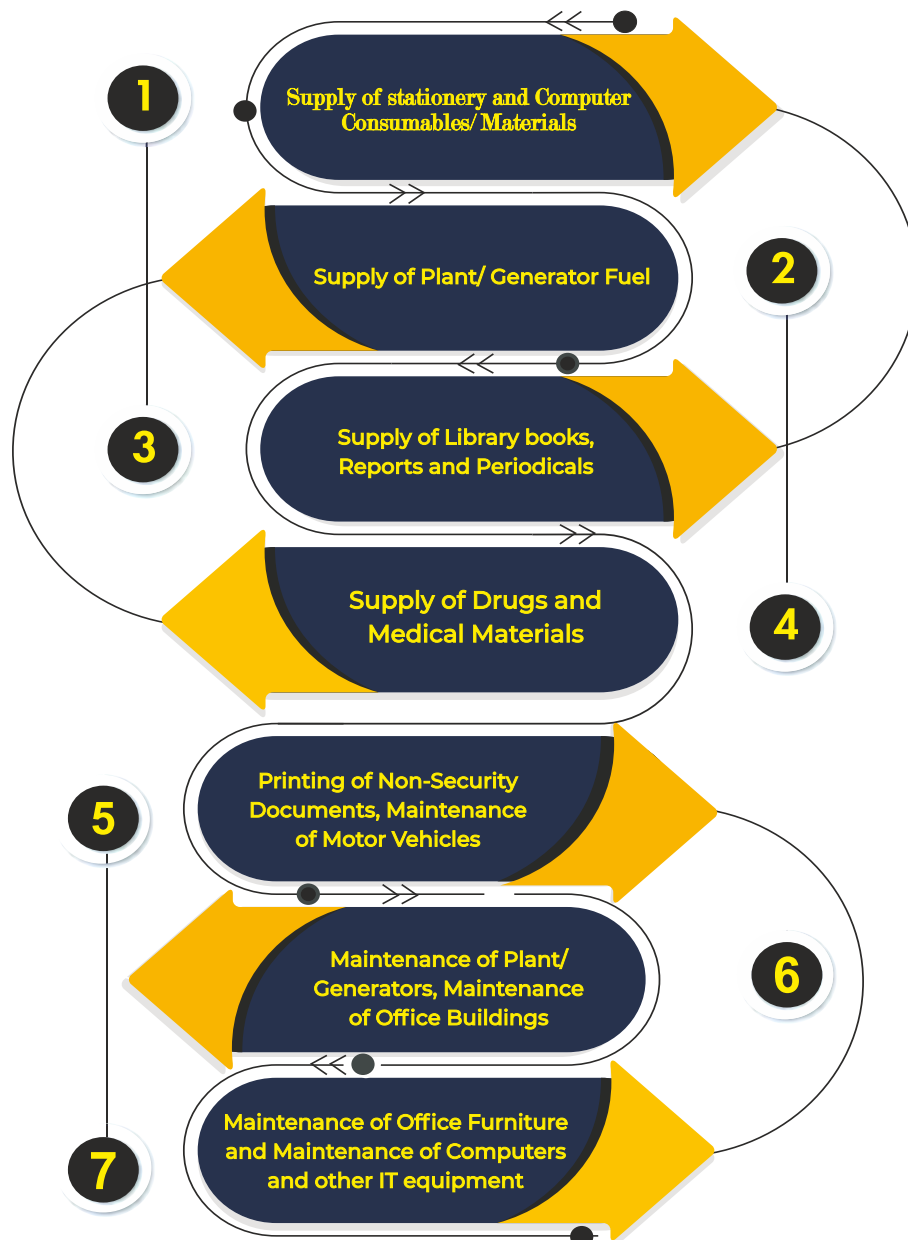 1
Supply of stationery and Computer
Consumables/ Materials
Supply of Plant/ Generator Fuel
2
3
Supply of Library books,
Reports and Periodicals
Supply of Drugs and
Medical Materials
4
5
Printing of Non-Security
Documents, Maintenance
of Motor Vehicles
Maintenance of Plant/
Generators, Maintenance
of Office Buildings
6
7
Maintenance of Office Furniture
and Maintenance of Computers
and other IT equipment